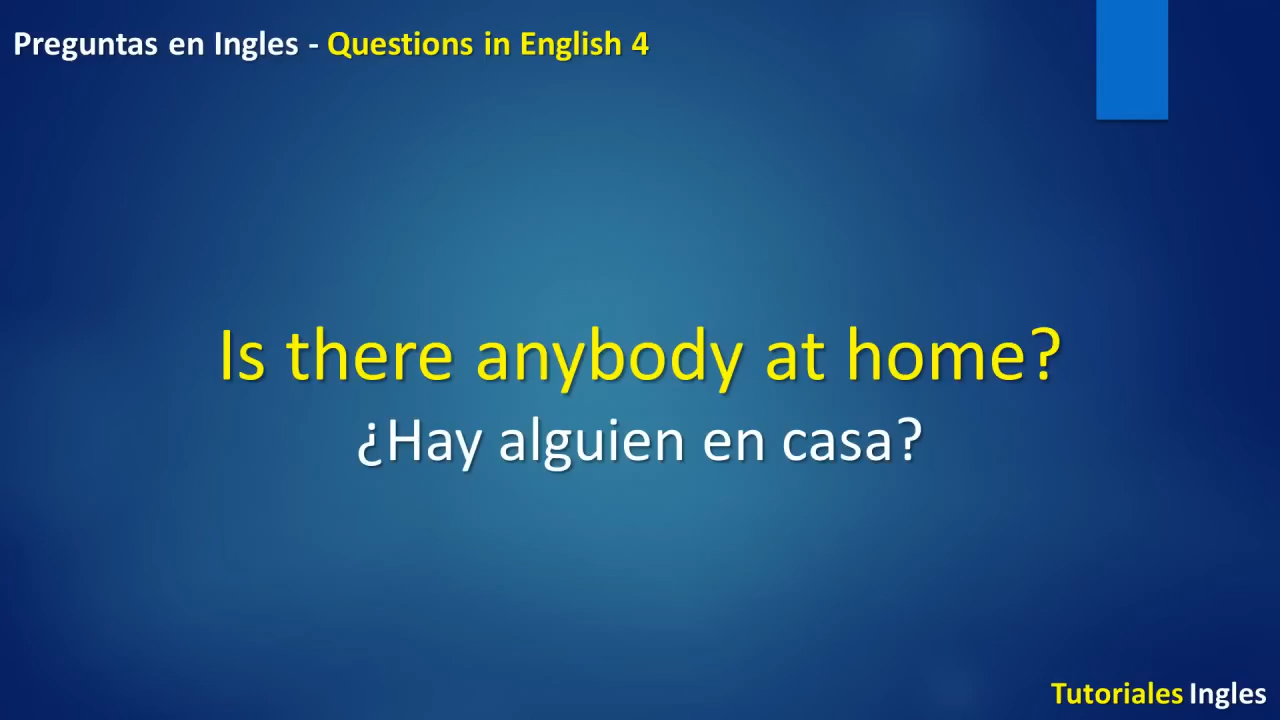 Preguntas en Ingles - Questions in English 4
Is there anybody at home?
¿Hay alguien en casa?
Tutoriales Ingles